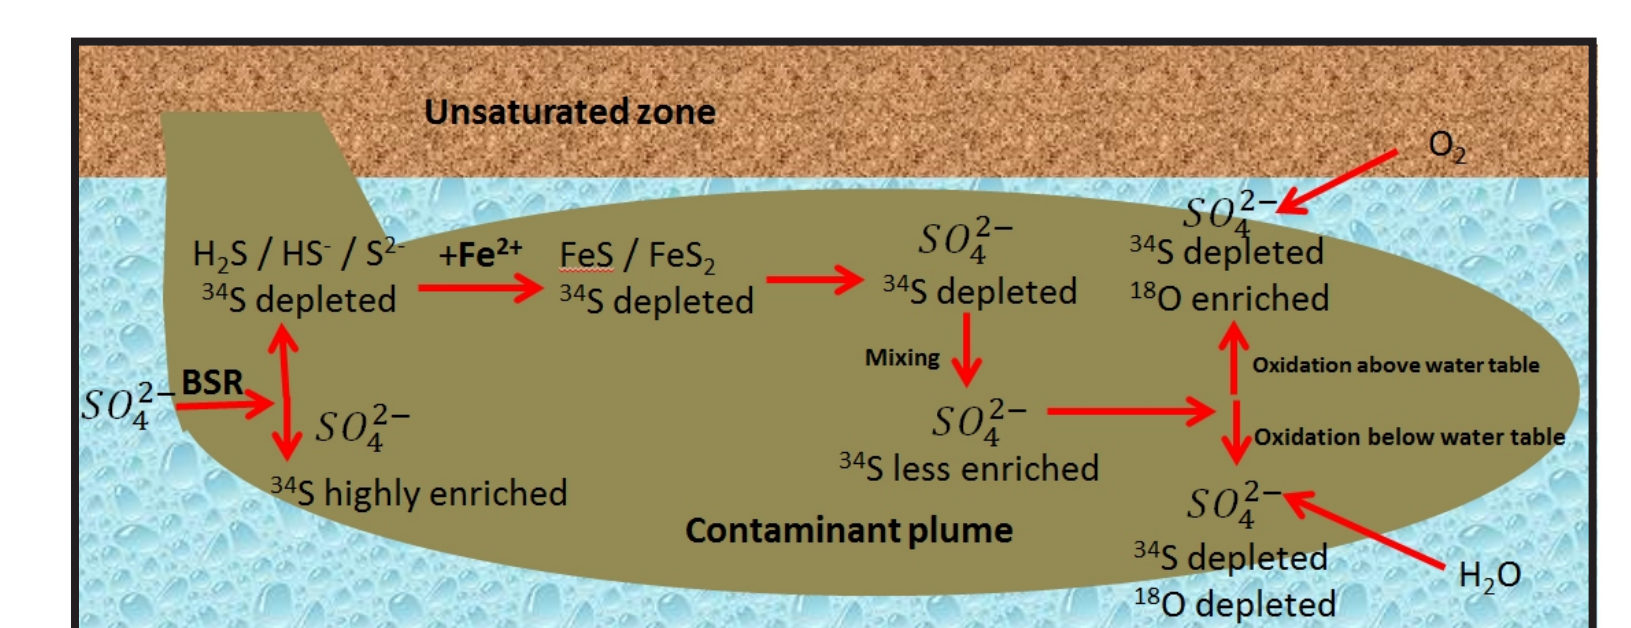 Unsaturated zone
O₂
H₂S / HS⁻ / S²⁻
³⁴S depleted
+Fe²⁺
FeS / FeS₂
³⁴S depleted
SO₄²⁻
³⁴S depleted
SO₄²⁻
³⁴S depleted
¹⁸O enriched
Mixing
Oxidation above water table
SO₄²⁻
BSR
SO₄²⁻
³⁴S highly enriched
SO₄²⁻
³⁴S less enriched
Oxidation below water table
Contaminant plume
SO₄²⁻
³⁴S depleted
¹⁸O depleted
H₂O